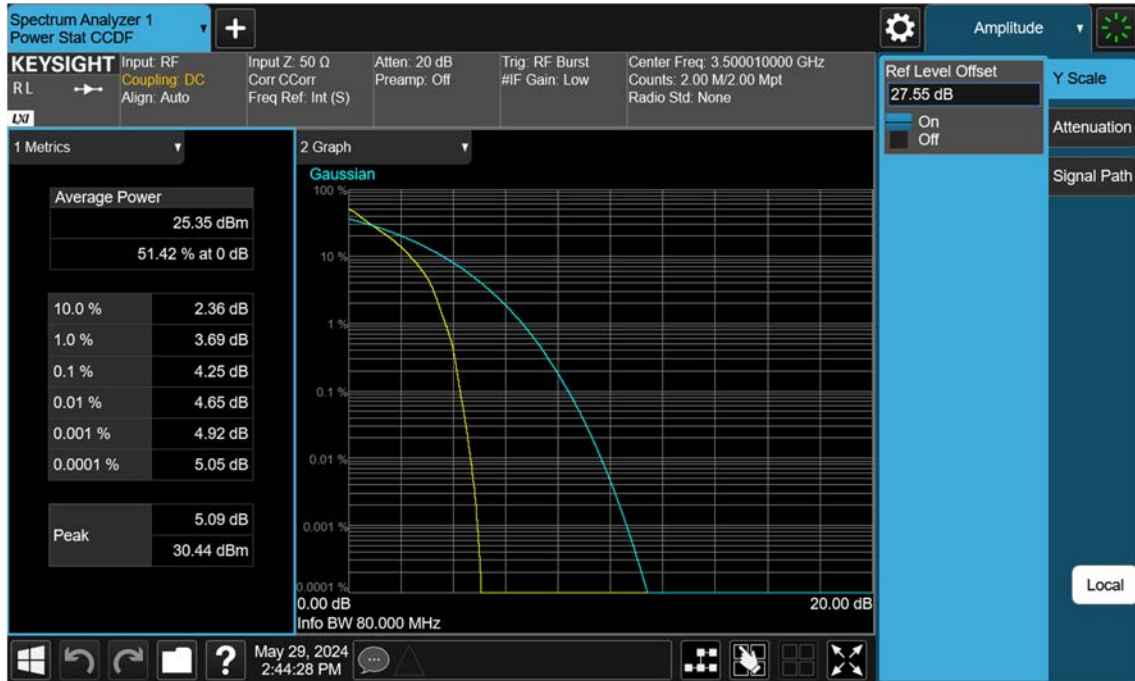 Spectrum Analyzer 1
Power Stat CCDF
+
Amplitude
KEYSIGHT
R L
LXI
Input: RF
Coupling: DC
Align: Auto
Input Z: 50 Ω
Corr CCorr
Freq Ref: Int (S)
Atten: 20 dB
Preamp: Off
Trig: RF Burst
#IF Gain: Low
Center Freq: 3.500010000 GHz
Counts: 2.00 M/2.00 Mpt
Radio Std: None
Ref Level Offset
27.55 dB
On
Off
Y Scale
Attenuation
Signal Path
1 Metrics
Average Power
25.35 dBm
51.42 % at 0 dB
10.0 % 2.36 dB
1.0 % 3.69 dB
0.1 % 4.25 dB
0.01 % 4.65 dB
0.001 % 4.92 dB
0.0001 % 5.05 dB
Peak
5.09 dB
30.44 dBm
2 Graph
Gaussian
100 %
10 %
1 %
0.1 %
0.01 %
0.001 %
0.0001 %
0.00 dB 20.00 dB
Info BW 80.000 MHz
Local
?
May 29, 2024
2:44:28 PM